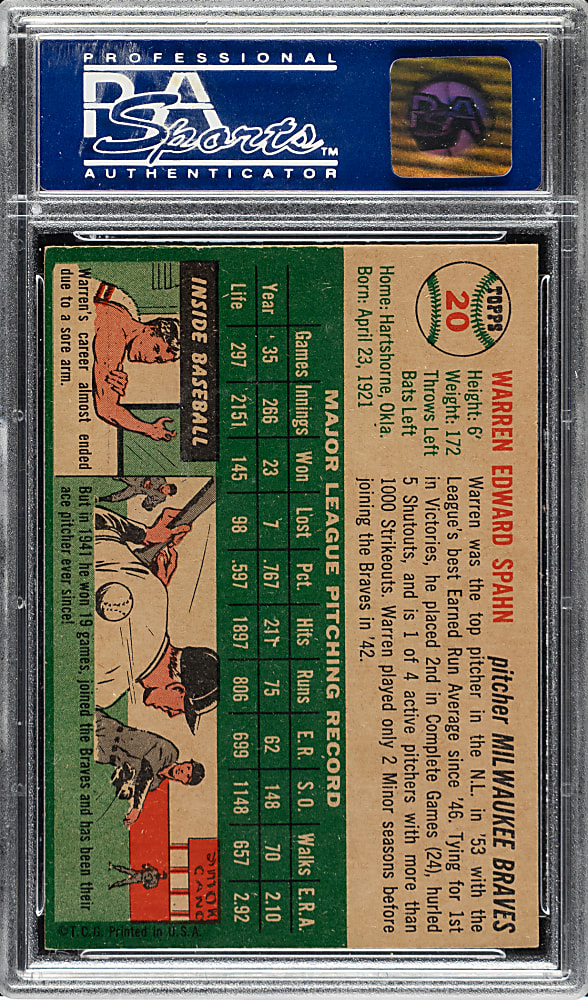 PROFESSIONAL
PSA
Sports™
AUTHENTICATOR
PSA
TOPPS
20
WARREN EDWARD SPAHN
pitcher MILWAUKEE BRAVES
Height: 6'
Weight: 172
Throws Left
Bats Left
Home: Hartshorne, Okla.
Born: April 23, 1921
Warren was the top pitcher in the N.L. in '53 with the
League's best Earned Run Average since '46. Tying for 1st
in Victories, he placed 2nd in Complete Games (24), hurled
5 Shutouts, and is 1 of 4 active pitchers with more than
1000 Strikeouts. Warren played only 2 Minor seasons before
joining the Braves in '42.
MAJOR LEAGUE PITCHING RECORD
Games Innings Won Lost Pct. Hits Runs E.R. S.O. Walks E.R.A.
Year 35 266 23 7 .767 211 75 62 148 70 2.10
Life 297 2151 145 98 .597 1897 806 699 1148 657 2.92
INSIDE BASEBALL
SMOK
CANC
Warren's career almost ended
due to a sore arm.
But in 1941 he won 19 games, joined the Braves and has been their
ace pitcher ever since!
©T.C.G. Printed in U.S.A.